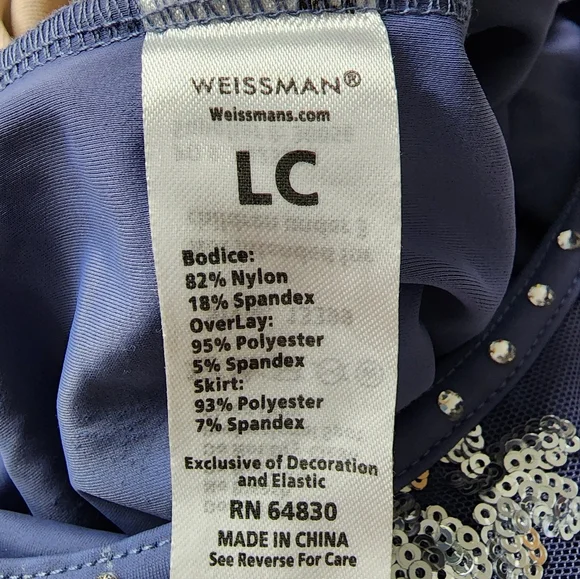 WEISSMAN®
Weissmans.com
LC
Bodice:
82% Nylon
18% Spandex
OverLay:
95% Polyester
5% Spandex
Skirt:
93% Polyester
7% Spandex
Exclusive of Decoration
and Elastic
RN 64830
MADE IN CHINA
See Reverse For Care